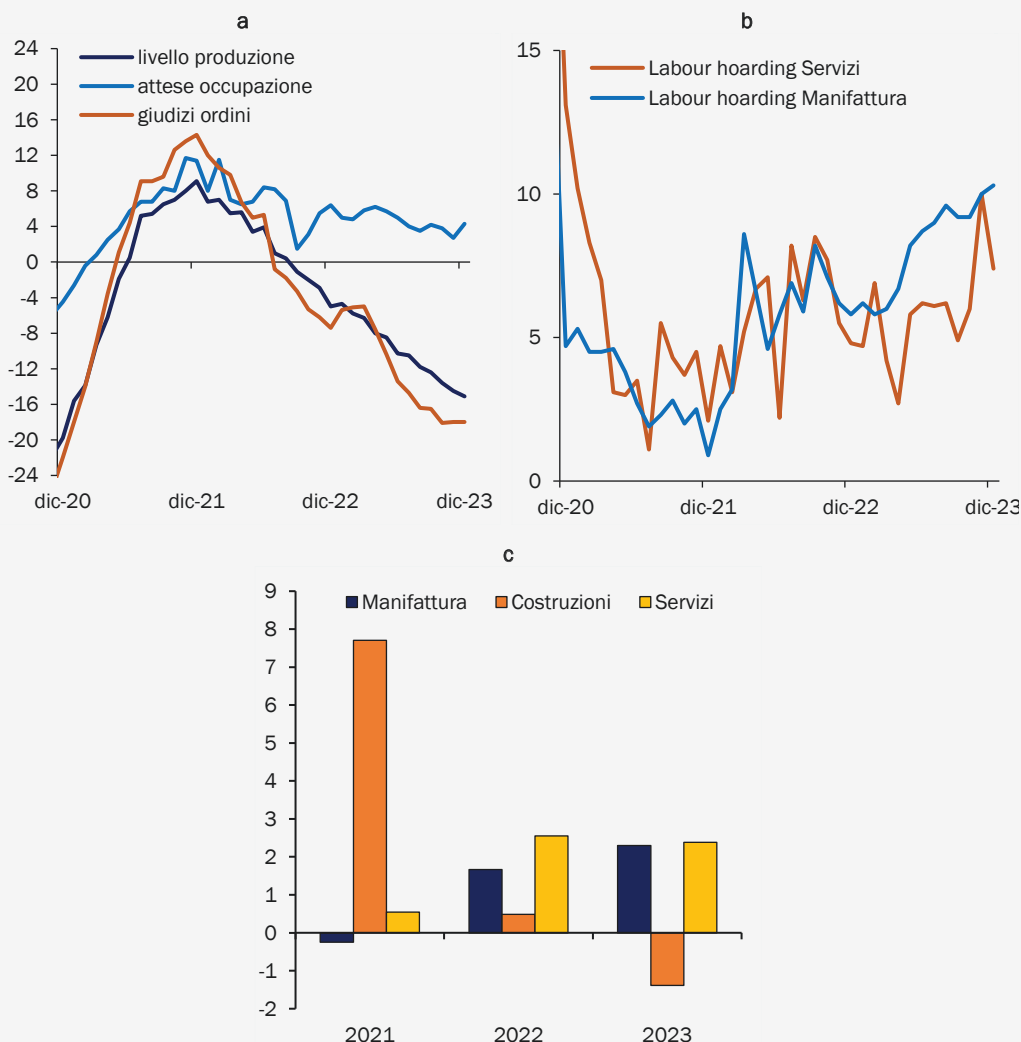 a
24
20
16
12
8
4
0
-4
-8
-12
-16
-20
-24
livello produzione
attese occupazione
giudizi ordini
dic-20 dic-21 dic-22 dic-23
b
15
10
5
0
Labour hoarding Servizi
Labour hoarding Manifattura
dic-20 dic-21 dic-22 dic-23
c
9
8
7
6
5
4
3
2
1
0
-1
-2
Manifattura Costruzioni Servizi
2021 2022 2023